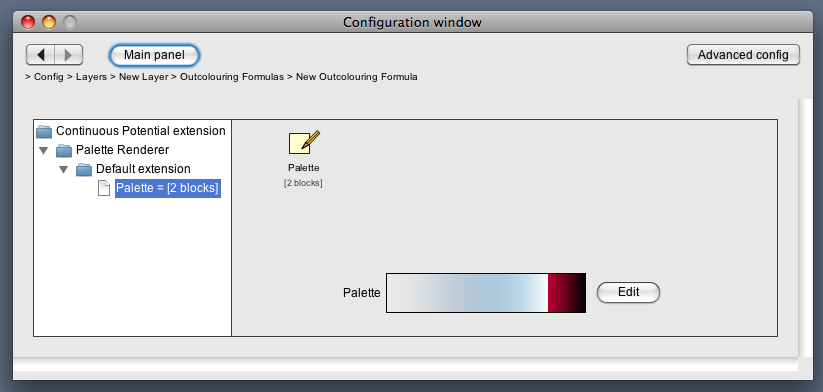 Configuration window
Main panel
Advanced config
> Config > Layers > New Layer > Outcolouring Formulas > New Outcolouring Formula
Continuous Potential extension
Palette Renderer
Default extension
Palette = [2 blocks]
Palette
[2 blocks]
Palette
Edit